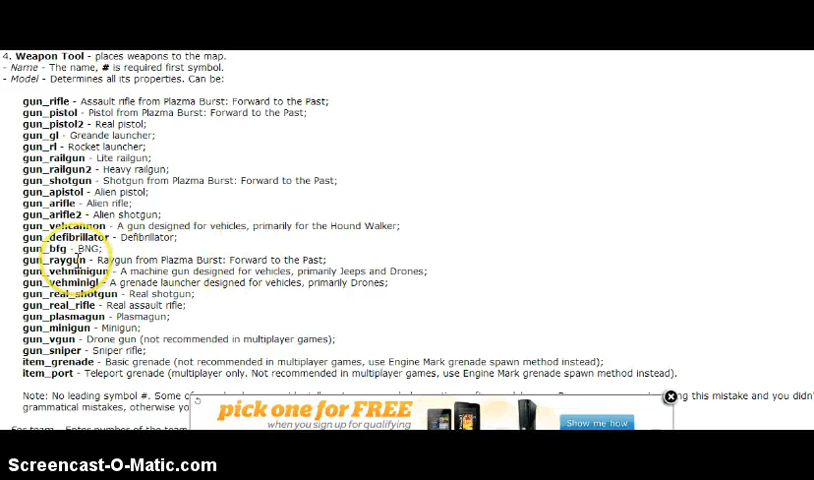 4. Weapon Tool - places weapons to the map.
- Name - The name, # is required first symbol.
- Model - Determines all its properties. Can be:
gun_rifle - Assault rifle from Plazma Burst: Forward to the Past;
gun_pistol - Pistol from Plazma Burst: Forward to the Past;
gun_pistol2 - Real pistol;
gun_gl - Greande launcher;
gun_rl - Rocket launcher;
gun_railgun - Lite railgun;
gun_railgun2 - Heavy railgun;
gun_shotgun - Shotgun from Plazma Burst: Forward to the Past;
gun_apistol - Alien pistol;
gun_arifle - Alien rifle;
gun_arifle2 - Alien shotgun;
gun_vehcannon - A gun designed for vehicles, primarily for the Hound Walker;
gun_defibrillator - Defibrillator;
gun_bfg - BNG;
gun_raygun - Raygun from Plazma Burst: Forward to the Past;
gun_vehminigun - A machine gun designed for vehicles, primarily Jeeps and Drones;
gun_vehminigl - A grenade launcher designed for vehicles, primarily Drones;
gun_real_shotgun - Real shotgun;
gun_real_rifle - Real assault rifle;
gun_plasmagun - Plasmagun;
gun_minigun - Minigun;
gun_vgun - Drone gun (not recommended in multiplayer games);
gun_sniper - Sniper rifle;
item_grenade - Basic grenade (not recommended in multiplayer games, use Engine Mark grenade spawn method instead);
item_port - Teleport grenade (multiplayer only. Not recommended in multiplayer games, use Engine Mark grenade spawn method instead).
Note: No leading symbol #. Some of ng this mistake and you didn'
grammatical mistakes, otherwise yo
pick one for FREE
when you sign up for qualifying
Show me how
Screencast-O-Matic.com